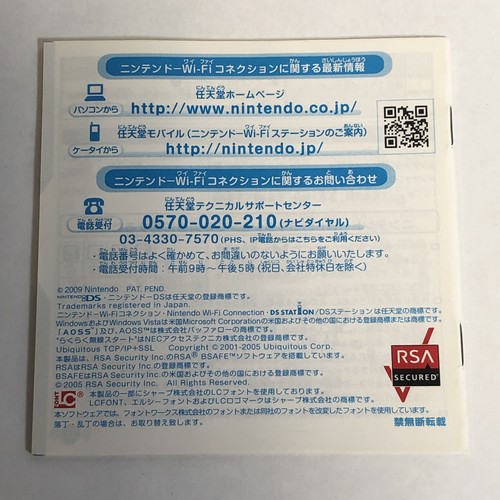 ニンテンドーWi-Fiコネクションに関する最新情報
パソコンから
任天堂ホームページ
http://www.nintendo.co.jp/
ケータイから
任天堂モバイル(ニンテンドーWi-Fiステーションのご案内)
http://nintendo.jp/
ニンテンドーWi-Fiコネクションに関するお問い合わせ
電話受付
任天堂テクニカルサポートセンター
0570-020-210(ナビダイヤル)
03-4330-7570(PHS、IP電話からはこちらをご利用ください)
・電話番号はよく確かめて、お間違いのないようにお願いいたします。
・電話受付時間:午前9時~午後5時(祝日、会社特休日を除く)
© 2009 Nintendo PAT. PEND.
NINTENDO DS・ニンテンドーDSは任天堂の登録商標です。
Trademarks registered in Japan.
ニンテンドーWi-Fiコネクション・Nintendo Wi-Fi Connection・DS STATION/DSステーションは任天堂の商標です。
WindowsおよびWindows Vistaは米国Microsoft Corporationの米国およびその他の国における登録商標または商標です。
「AOSS」及び、AOSS™は株式会社バッファローの商標です。
"らくらく無線スタート"はNECアクセステクニカ株式会社の登録商標です。
Ubiquitous TCP/IP+SSL Copyright © 2001-2005 Ubiquitous Corp.
本製品は、RSA Security Inc.のRSA® BSAFE™ソフトウェアを搭載しています。
RSAはRSA Security Inc.の登録商標です。
BSAFEはRSA Security Inc.の米国およびその他の国における登録商標です。
© 2005 RSA Security Inc. All Rights Reserved.
RSA
SECURED
LC FONT
本製品の一部にシャープ株式会社のLCフォントを使用しております。
LCFONT、エルシーフォントおよびLCロゴマークはシャープ株式会社の商標です。
本ソフトウェアでは、フォントワークス株式会社のフォントまたは同社のフォントを改変したフォントを使用しています。
落丁・乱丁の場合は、お取り替え致します。
禁無断転載